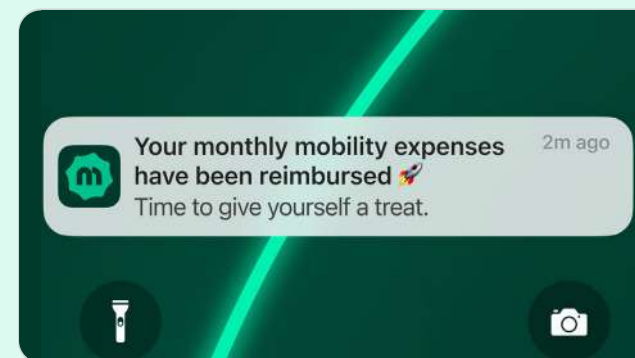 Your monthly mobility expenses
have been reimbursed 🚀
2m ago
Time to give yourself a treat.
m